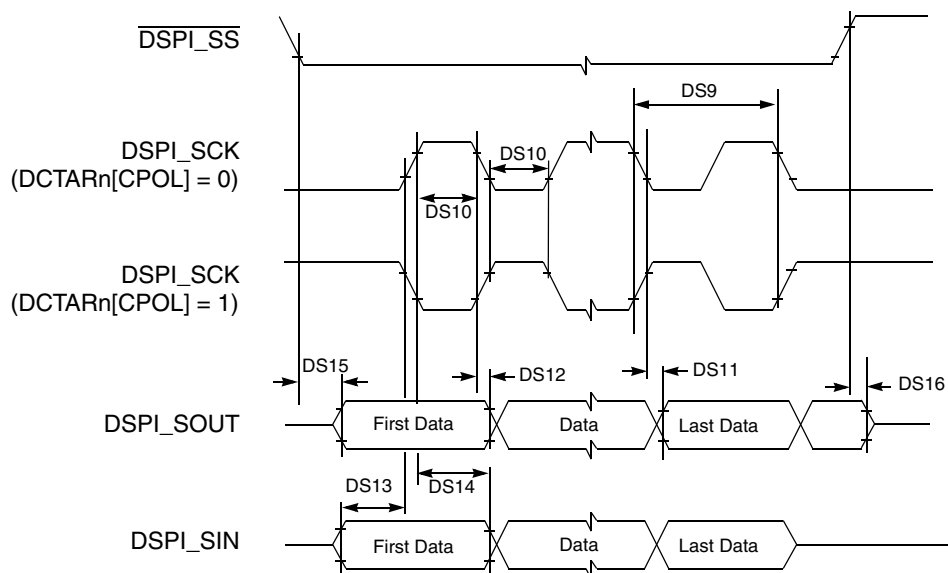 DSPI_SS
DS9
DSPI_SCK
(DCTARn[CPOL] = 0)
DS10
DS10
DSPI_SCK
(DCTARn[CPOL] = 1)
DS15
DS12
DS11
DS16
DSPI_SOUT
First Data
Data
Last Data
DS13
DS14
DSPI_SIN
First Data
Data
Last Data